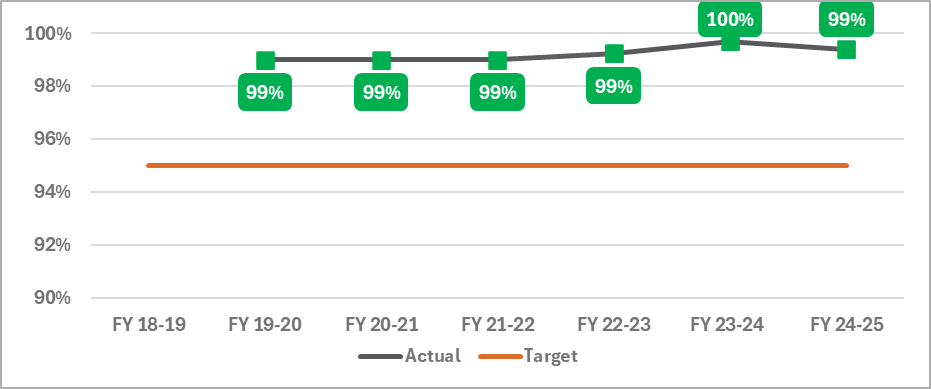 100%
98%
96%
94%
92%
90%
99%
99%
99%
99%
100%
99%
FY 18-19
FY 19-20
FY 20-21
FY 21-22
FY 22-23
FY 23-24
FY 24-25
Actual
Target